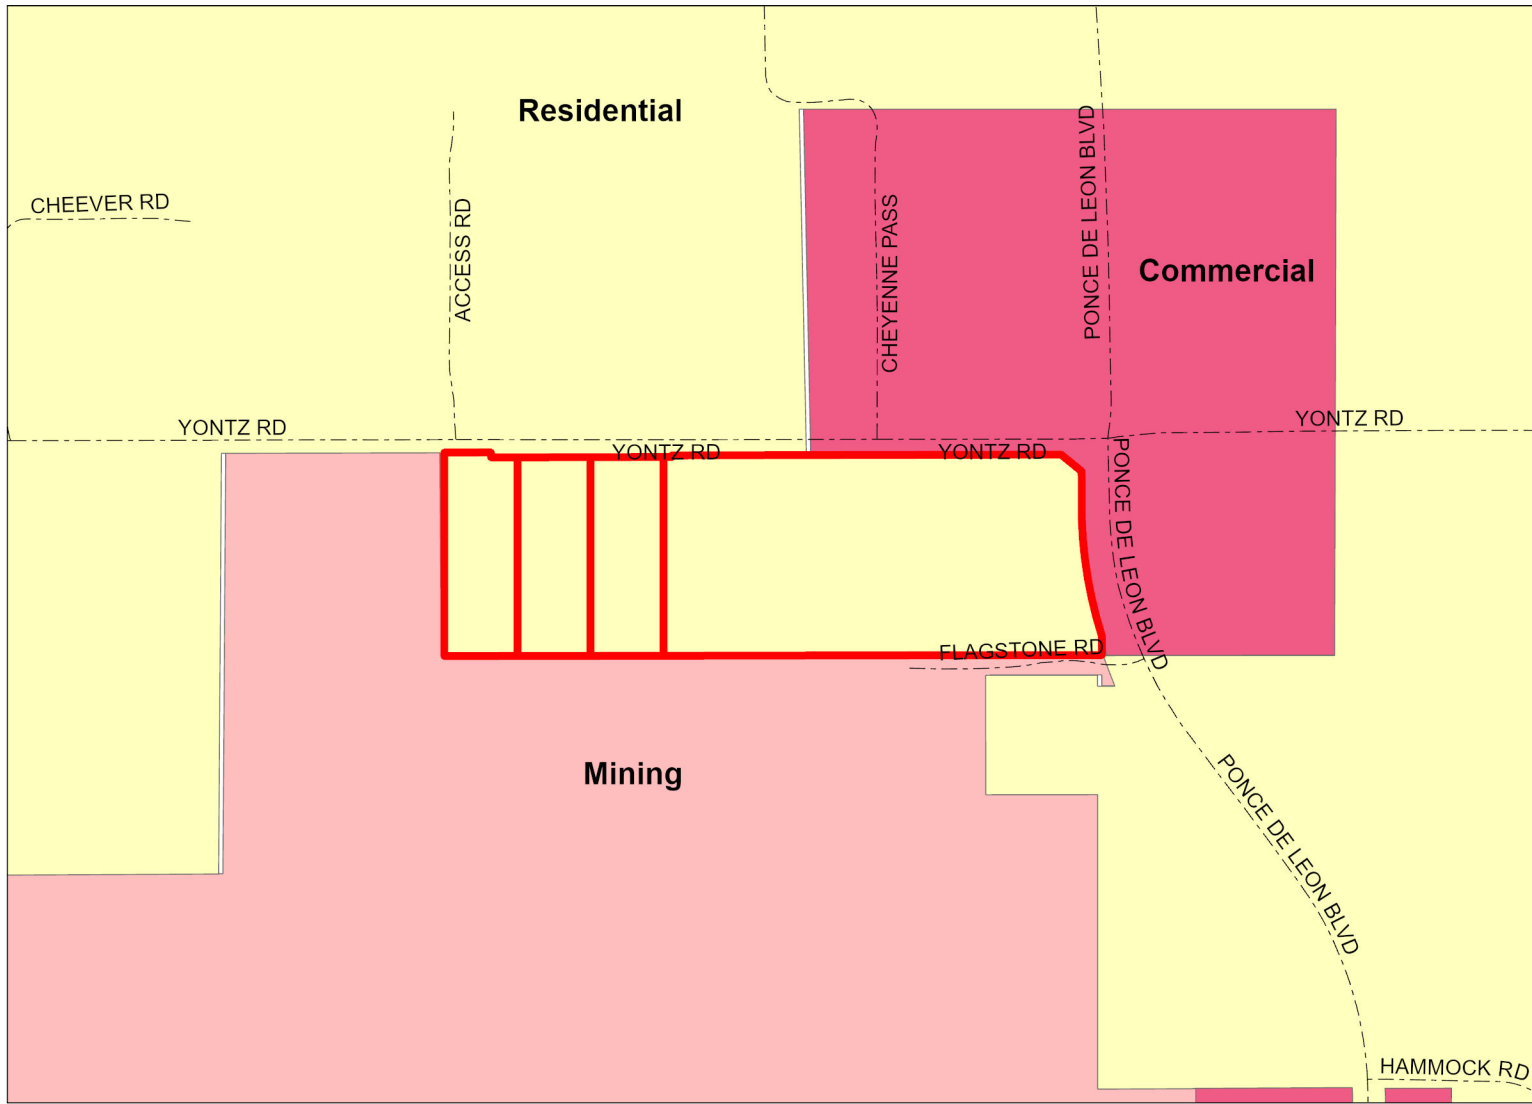 Residential
PONCE DE LEON BLVD
CHEEVER RD
ACCESS RD
CHEYENNE PASS
Commercial
YONTZ RD
YONTZ RD
YONTZ RD
YONTZ RD
PONCE DE LEON BLVD
FLAGSTONE RD
Mining
PONCE DE LEON BLVD
HAMMOCK RD